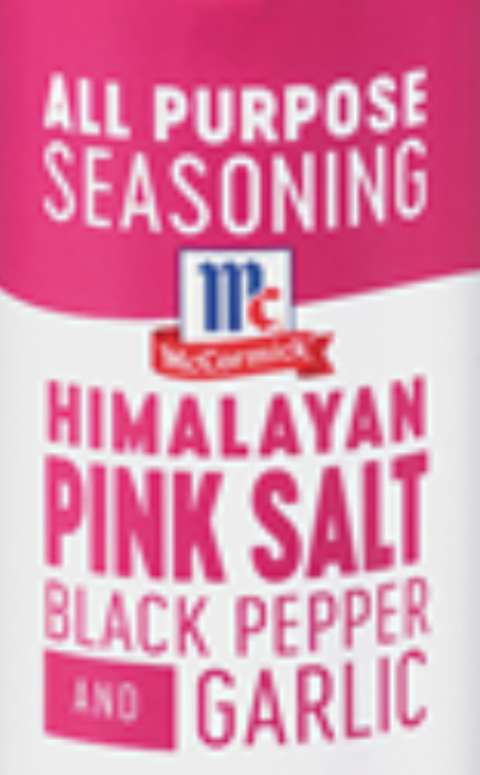 ALL PURPOSE
SEASONING
Mc
McCormick
HIMALAYAN
PINK SALT
BLACK PEPPER
AND GARLIC